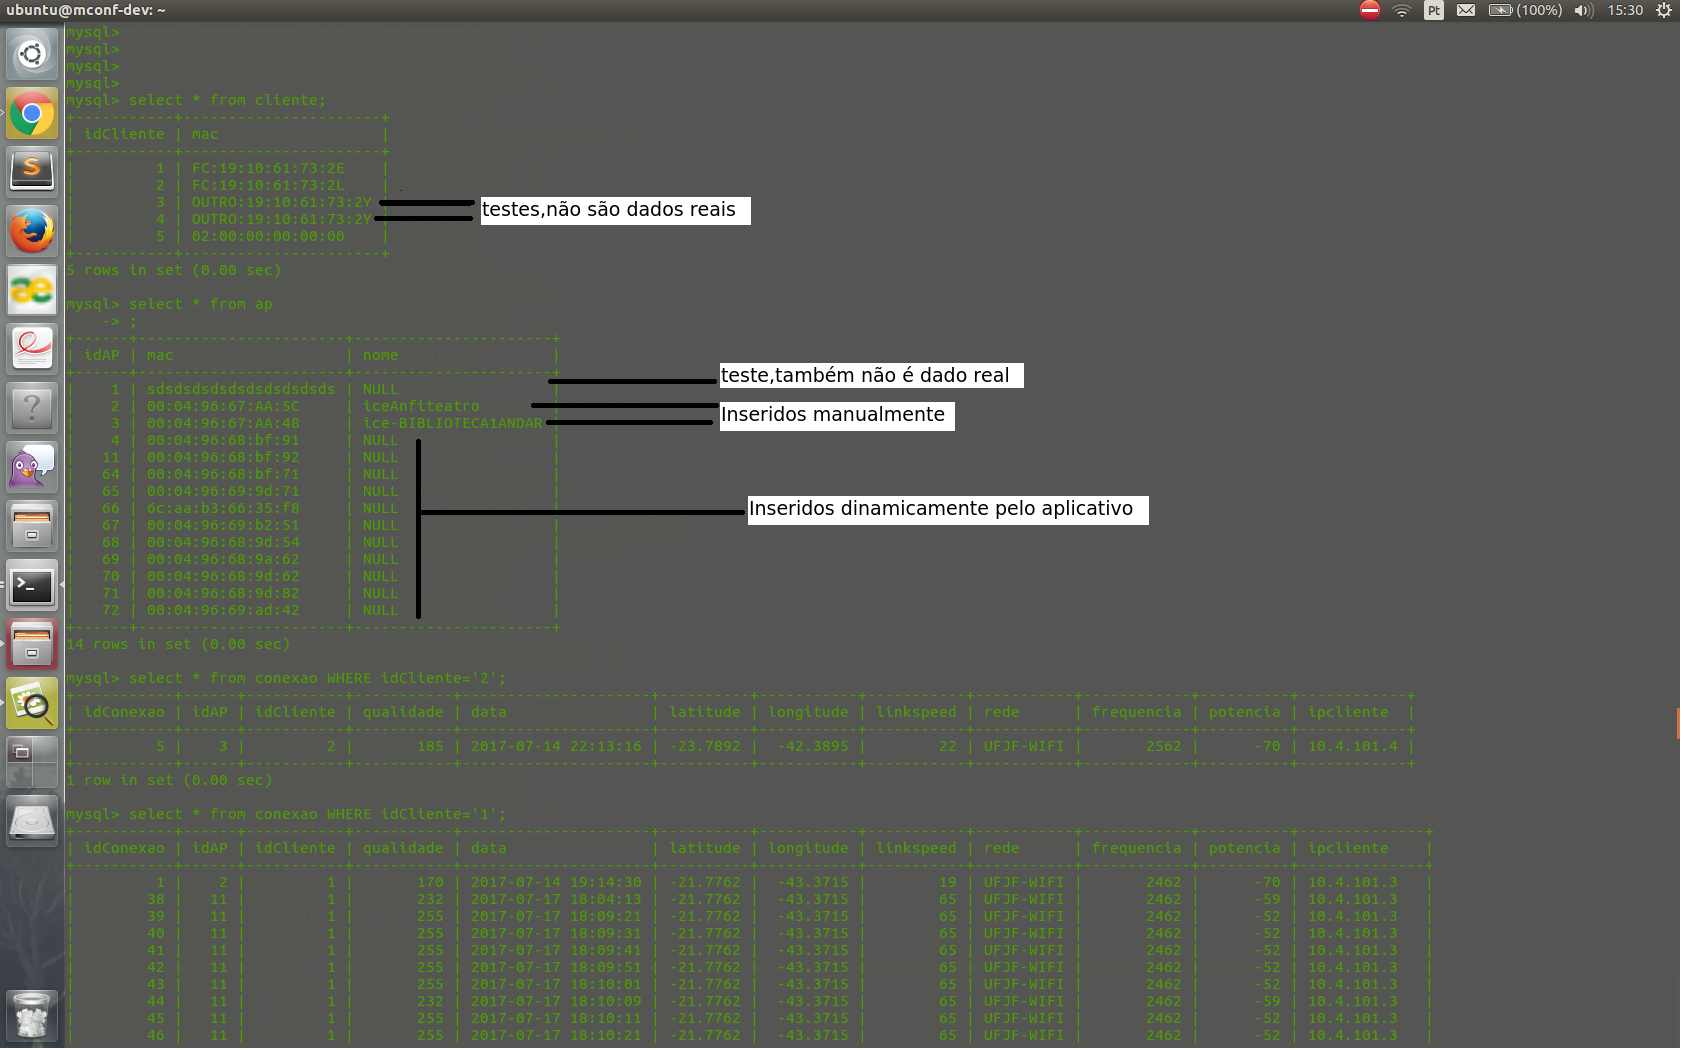 ubuntu@mconf-dev: ~
Pt
(100%)
15:30
mysql>
mysql>
mysql>
mysql>
mysql> select * from cliente;
+-----------+----------------------+
| idCliente | mac                  |
+-----------+----------------------+
|         1 | FC:19:10:61:73:2E    |
|         2 | FC:19:10:61:73:2L    |
|         3 | OUTRO:19:10:61:73:2Y |
|         4 | OUTRO:19:10:61:73:2Y |
|         5 | 02:00:00:00:00:00    |
+-----------+----------------------+
testes,não são dados reais
5 rows in set (0.00 sec)
mysql> select * from ap
    -> ;
+------+-----------------------+----------------------+
| idAP | mac                   | nome                 |
+------+-----------------------+----------------------+
|    1 | sdsdsdsdsdsdsdsdsdsds | NULL                 |
|    2 | 00:04:96:67:AA:5C     | iceAnfiteatro        |
|    3 | 00:04:96:67:AA:48     | ice-BIBLIOTECA1ANDAR |
|    4 | 00:04:96:68:bf:91     | NULL                 |
|   11 | 00:04:96:68:bf:92     | NULL                 |
|   64 | 00:04:96:68:bf:71     | NULL                 |
|   65 | 00:04:96:69:9d:71     | NULL                 |
|   66 | 6c:aa:b3:66:35:f8     | NULL                 |
|   67 | 00:04:96:69:b2:51     | NULL                 |
|   68 | 00:04:96:68:9d:54     | NULL                 |
|   69 | 00:04:96:68:9a:62     | NULL                 |
|   70 | 00:04:96:68:9d:62     | NULL                 |
|   71 | 00:04:96:68:9d:82     | NULL                 |
|   72 | 00:04:96:69:ad:42     | NULL                 |
+------+-----------------------+----------------------+
teste,também não é dado real
Inseridos manualmente
Inseridos dinamicamente pelo aplicativo
14 rows in set (0.00 sec)
mysql> select * from conexao WHERE idCliente='2';
+-----------+------+-----------+-----------+---------------------+----------+-----------+-----------+-----------+------------+----------+------------+
| idConexao | idAP | idCliente | qualidade | data                | latitude | longitude | linkspeed | rede      | frequencia | potencia | ipcliente  |
+-----------+------+-----------+-----------+---------------------+----------+-----------+-----------+-----------+------------+----------+------------+
|         5 |    3 |         2 |       185 | 2017-07-14 22:13:16 | -23.7892 |  -42.3895 |        22 | UFJF-WIFI |       2562 |      -70 | 10.4.101.4 |
+-----------+------+-----------+-----------+---------------------+----------+-----------+-----------+-----------+------------+----------+------------+
1 row in set (0.00 sec)
mysql> select * from conexao WHERE idCliente='1';
+-----------+------+-----------+-----------+---------------------+----------+-----------+-----------+-----------+------------+----------+--------------+
| idConexao | idAP | idCliente | qualidade | data                | latitude | longitude | linkspeed | rede      | frequencia | potencia | ipcliente    |
+-----------+------+-----------+-----------+---------------------+----------+-----------+-----------+-----------+------------+----------+--------------+
|         1 |    2 |         1 |       170 | 2017-07-14 19:14:30 | -21.7762 |  -43.3715 |        19 | UFJF-WIFI |       2462 |      -70 | 10.4.101.3   |
|        38 |   11 |         1 |       232 | 2017-07-17 18:04:13 | -21.7762 |  -43.3715 |        65 | UFJF-WIFI |       2462 |      -59 | 10.4.101.3   |
|        39 |   11 |         1 |       255 | 2017-07-17 18:09:21 | -21.7762 |  -43.3715 |        65 | UFJF-WIFI |       2462 |      -52 | 10.4.101.3   |
|        40 |   11 |         1 |       255 | 2017-07-17 18:09:31 | -21.7762 |  -43.3715 |        65 | UFJF-WIFI |       2462 |      -52 | 10.4.101.3   |
|        41 |   11 |         1 |       255 | 2017-07-17 18:09:41 | -21.7762 |  -43.3715 |        65 | UFJF-WIFI |       2462 |      -52 | 10.4.101.3   |
|        42 |   11 |         1 |       255 | 2017-07-17 18:09:51 | -21.7762 |  -43.3715 |        65 | UFJF-WIFI |       2462 |      -52 | 10.4.101.3   |
|        43 |   11 |         1 |       255 | 2017-07-17 18:10:01 | -21.7762 |  -43.3715 |        65 | UFJF-WIFI |       2462 |      -52 | 10.4.101.3   |
|        44 |   11 |         1 |       232 | 2017-07-17 18:10:09 | -21.7762 |  -43.3715 |        65 | UFJF-WIFI |       2462 |      -59 | 10.4.101.3   |
|        45 |   11 |         1 |       255 | 2017-07-17 18:10:11 | -21.7762 |  -43.3715 |        65 | UFJF-WIFI |       2462 |      -52 | 10.4.101.3   |
|        46 |   11 |         1 |       255 | 2017-07-17 18:10:21 | -21.7762 |  -43.3715 |        65 | UFJF-WIFI |       2462 |      -52 | 10.4.101.3   |